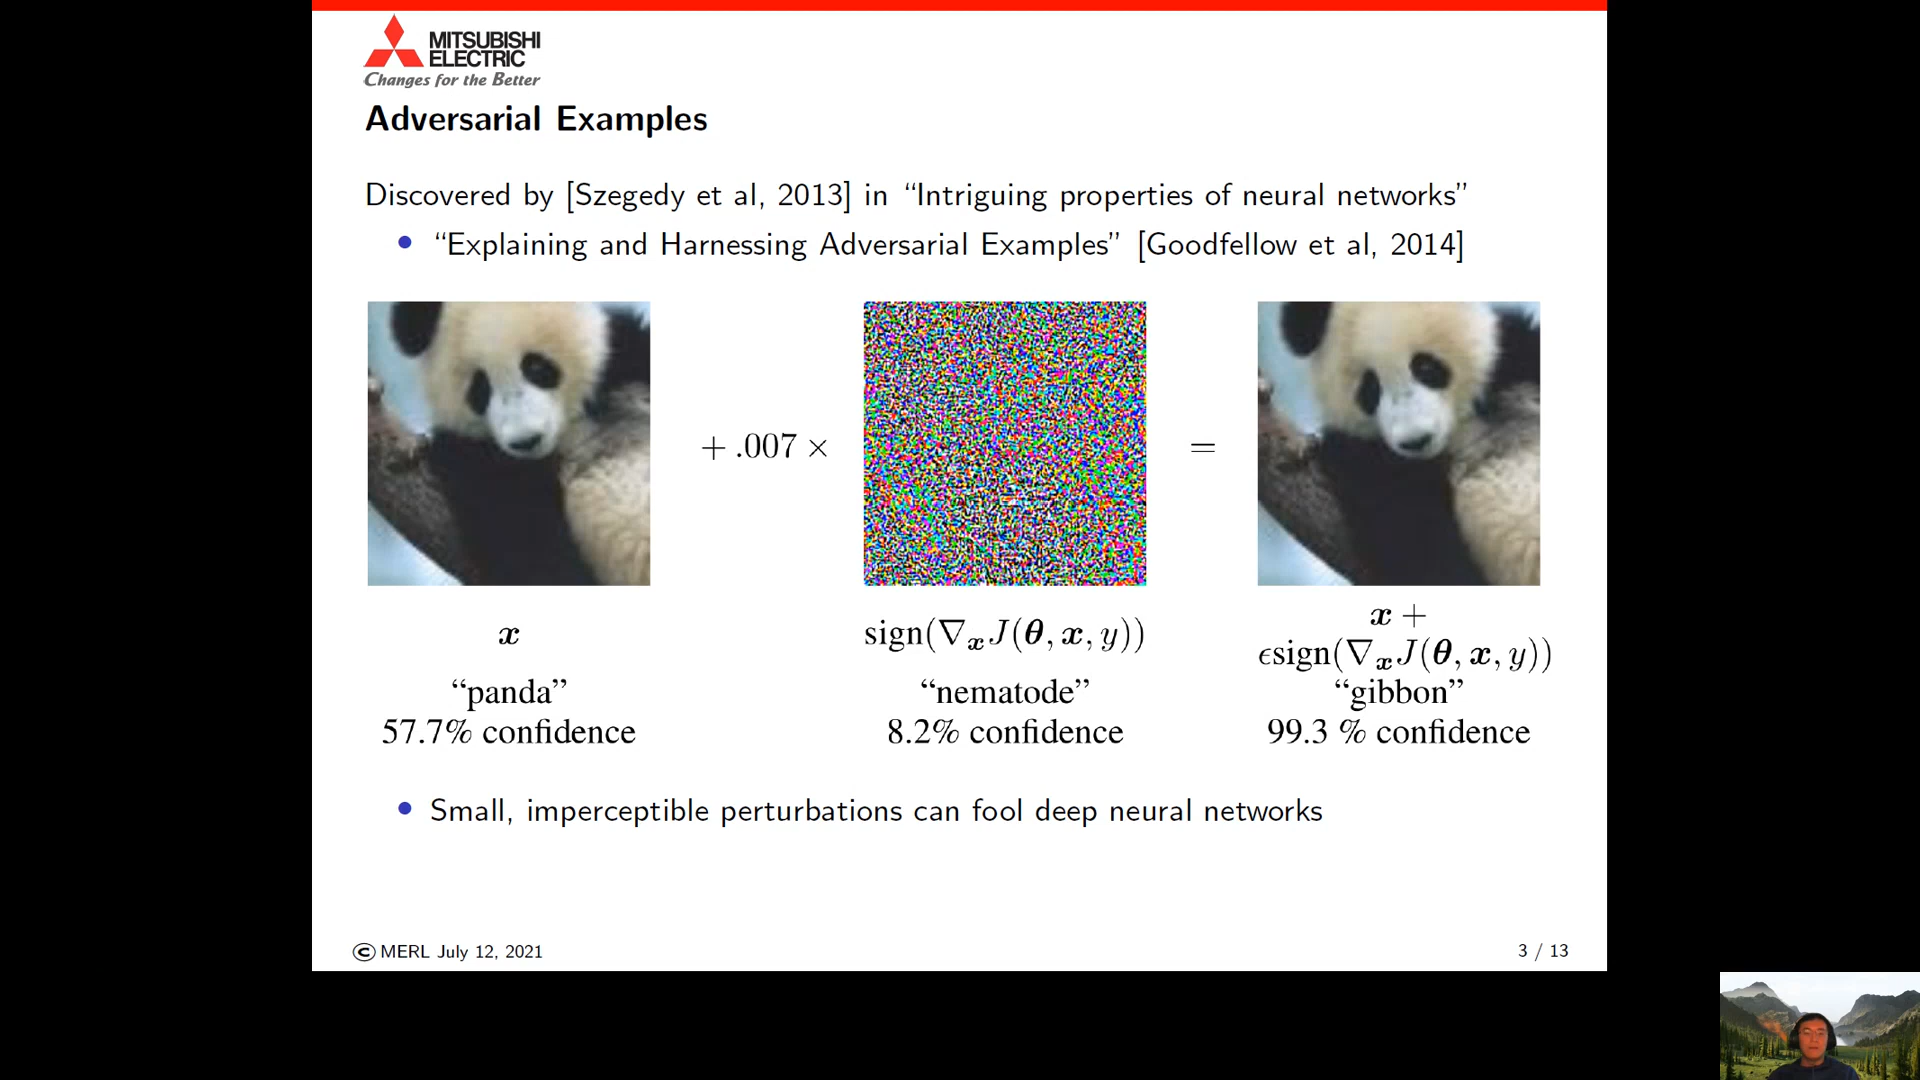 MITSUBISHI
ELECTRIC
Changes for the Better
Adversarial Examples
Discovered by [Szegedy et al, 2013] in “Intriguing properties of neural networks”
• “Explaining and Harnessing Adversarial Examples” [Goodfellow et al, 2014]
+ .007 ×
=
x
sign(∇ₓJ(θ, x, y))
x +
ϵsign(∇ₓJ(θ, x, y))
“panda”
“nematode”
“gibbon”
57.7% confidence
8.2% confidence
99.3 % confidence
• Small, imperceptible perturbations can fool deep neural networks
© MERL July 12, 2021
3 / 13